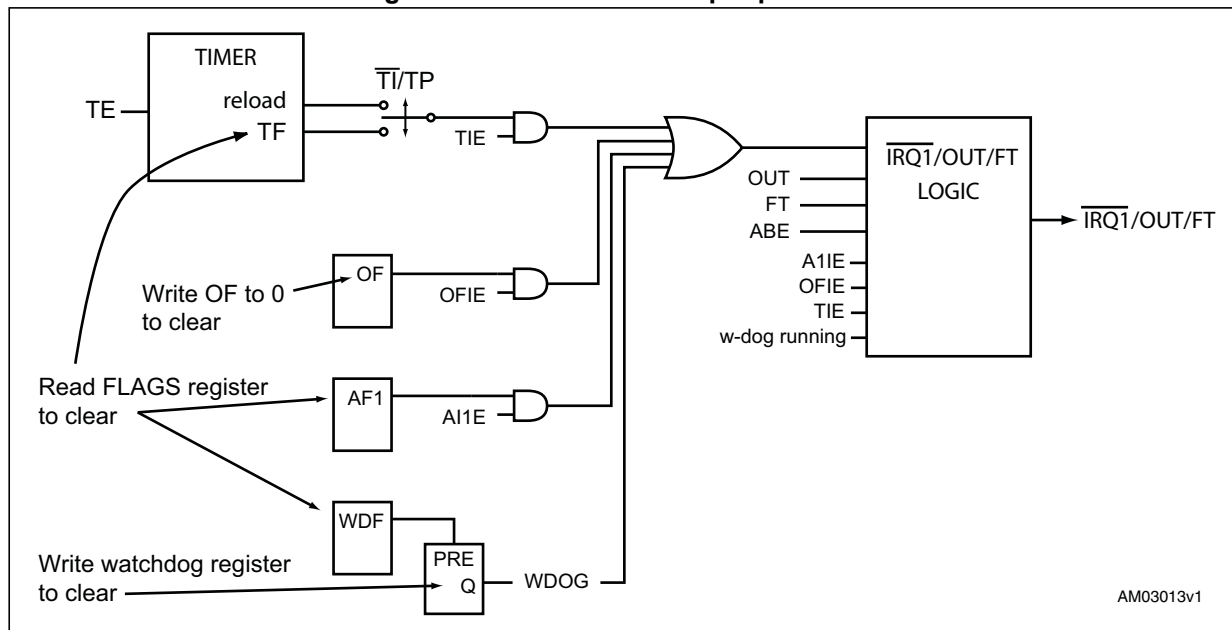 TIMER
reload
TF
TE
TI/TP
TIE
OUT
FT
ABE
A1IE
OFIE
TIE
w-dog running
IRQ1/OUT/FT
LOGIC
IRQ1/OUT/FT
OF
OFIE
Write OF to 0
to clear
Read FLAGS register
to clear
AF1
AI1E
WDF
PRE
Q
WDOG
Write watchdog register
to clear
AM03013v1